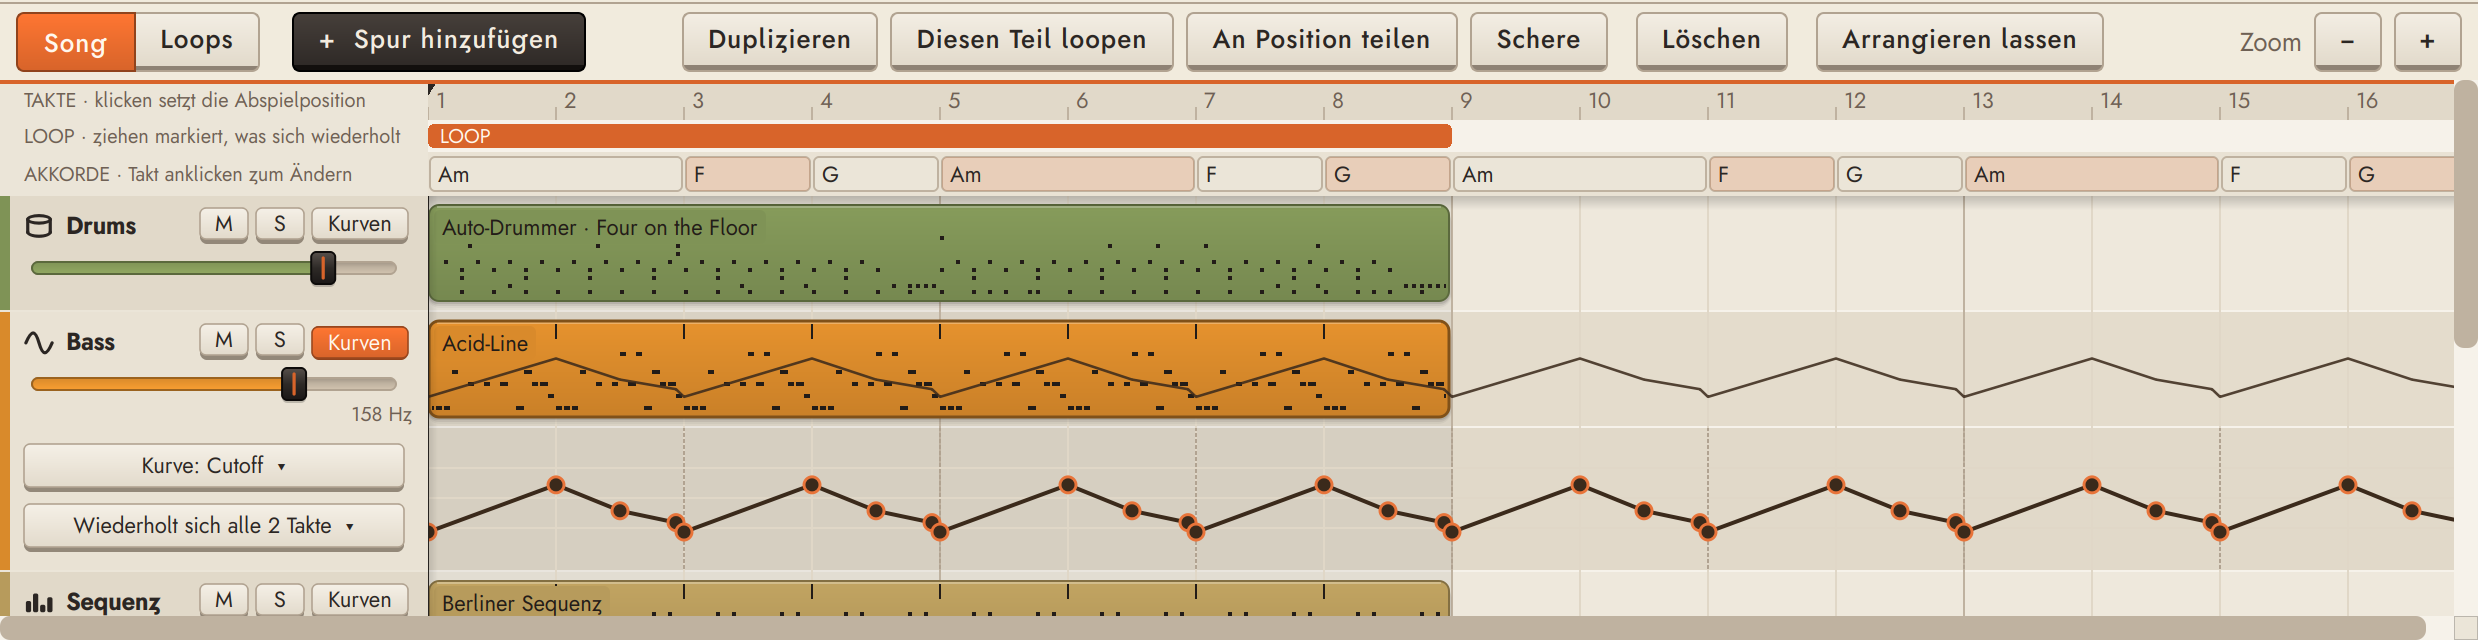 Song Loops + Spur hinzufügen Duplizieren Diesen Teil loopen An Position teilen Schere Löschen Arrangieren lassen Zoom − +
TAKTE · klicken setzt die Abspielposition 1 2 3 4 5 6 7 8 9 10 11 12 13 14 15 16
LOOP · ziehen markiert, was sich wiederholt LOOP
AKKORDE · Takt anklicken zum Ändern Am F G Am F G Am F G Am F G
Drums M S Kurven Auto-Drummer · Four on the Floor
Bass M S Kurven Acid-Line
158 Hz
Kurve: Cutoff ▾
Wiederholt sich alle 2 Takte ▾
Sequenz M S Kurven Berliner Sequenz